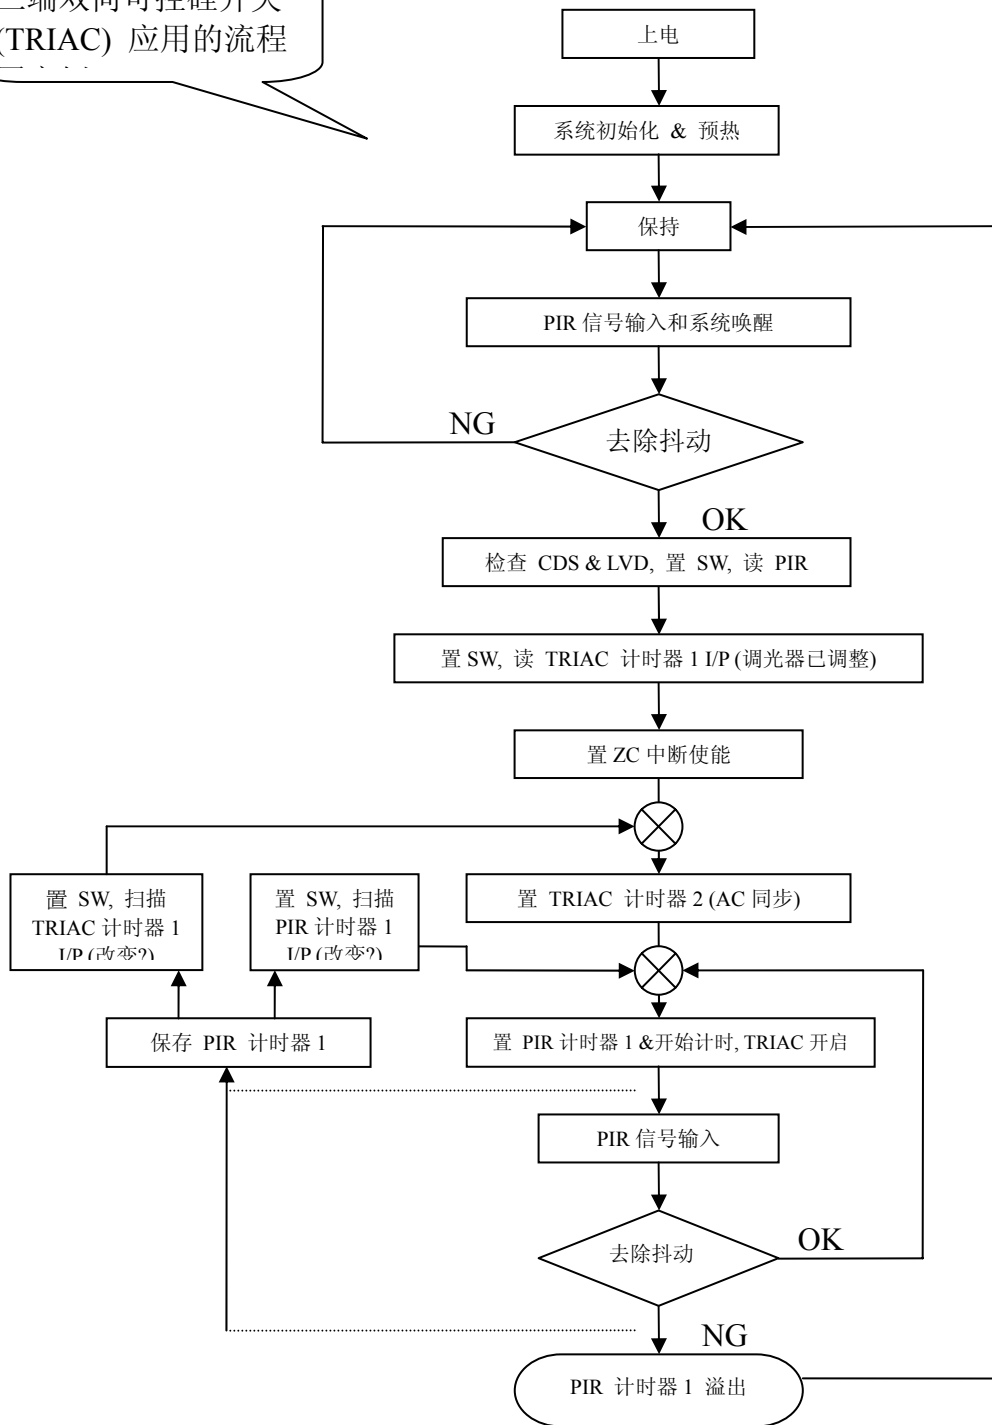 (TRIAC) 应用的流程
上电
系统初始化 & 预热
保持
PIR 信号输入和系统唤醒
NG
去除抖动
OK
检查 CDS & LVD, 置 SW, 读 PIR
置 SW, 读 TRIAC 计时器 1 I/P (调光器已调整)
置 ZC 中断使能
置 SW, 扫描
TRIAC 计时器 1
I/P (改变?)
置 SW, 扫描
PIR 计时器 1
I/P (改变?)
置 TRIAC 计时器 2 (AC 同步)
保存 PIR 计时器 1
置 PIR 计时器 1 &开始计时, TRIAC 开启
PIR 信号输入
去除抖动
OK
NG
PIR 计时器 1 溢出